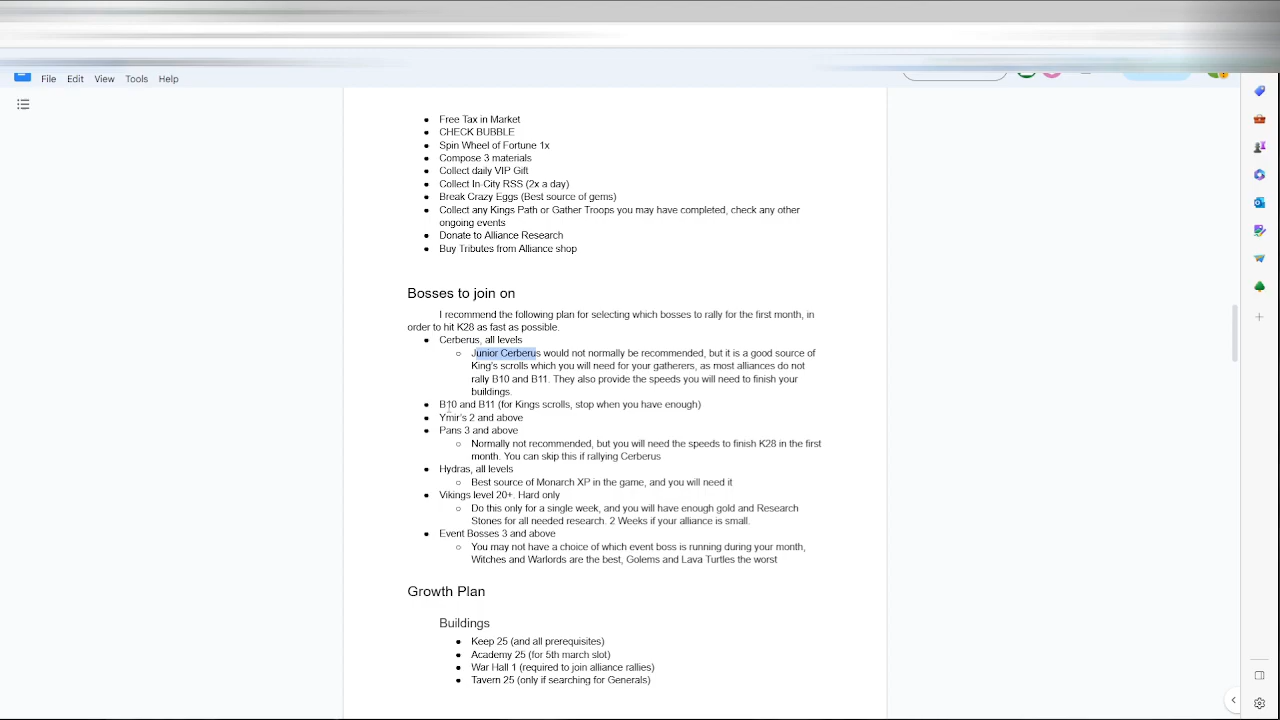 File Edit View Tools Help
Free Tax in Market
CHECK BUBBLE
Spin Wheel of Fortune 1x
Compose 3 materials
Collect daily VIP Gift
Collect In-City RSS (2x a day)
Break Crazy Eggs (Best source of gems)
Collect any Kings Path or Gather Troops you may have completed, check any other
ongoing events
Donate to Alliance Research
Buy Tributes from Alliance shop
Bosses to join on
I recommend the following plan for selecting which bosses to rally for the first month, in
order to hit K28 as fast as possible.
Cerberus, all levels
Junior Cerberus would not normally be recommended, but it is a good source of
King's scrolls which you will need for your gatherers, as most alliances do not
rally B10 and B11. They also provide the speeds you will need to finish your
buildings.
B10 and B11 (for Kings scrolls, stop when you have enough)
Ymir's 2 and above
Pans 3 and above
Normally not recommended, but you will need the speeds to finish K28 in the first
month. You can skip this if rallying Cerberus
Hydras, all levels
Best source of Monarch XP in the game, and you will need it
Vikings level 20+. Hard only
Do this only for a single week, and you will have enough gold and Research
Stones for all needed research. 2 Weeks if your alliance is small.
Event Bosses 3 and above
You may not have a choice of which event boss is running during your month,
Witches and Warlords are the best, Golems and Lava Turtles the worst
Growth Plan
Buildings
Keep 25 (and all prerequisites)
Academy 25 (for 5th march slot)
War Hall 1 (required to join alliance rallies)
Tavern 25 (only if searching for Generals)